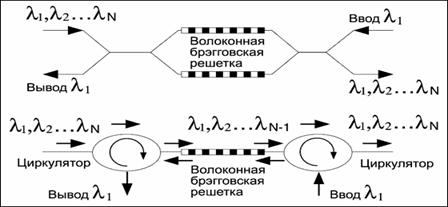 λ1,λ2...λN
Ввод λ1
Волоконная
брэгговская
решетка
Вывод λ1
λ1,λ2...λN
λ1,λ2...λN
λ1,λ2...λN-1
λ1,λ2...λN
Циркулятор
Циркулятор
Волоконная
брэгговская
решетка
Вывод λ1
Ввод λ1